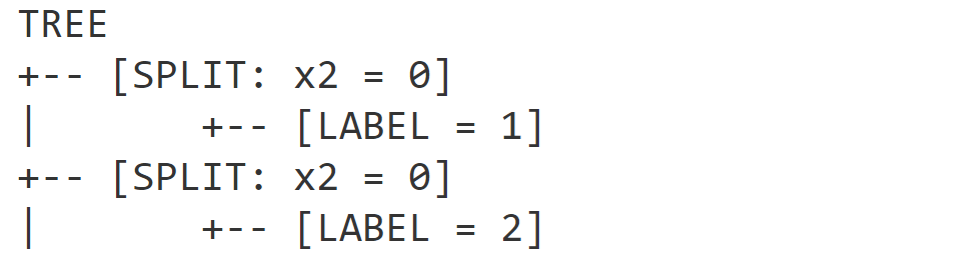 TREE
+-- [SPLIT: x2 = 0]
|       +-- [LABEL = 1]
+-- [SPLIT: x2 = 0]
|       +-- [LABEL = 2]